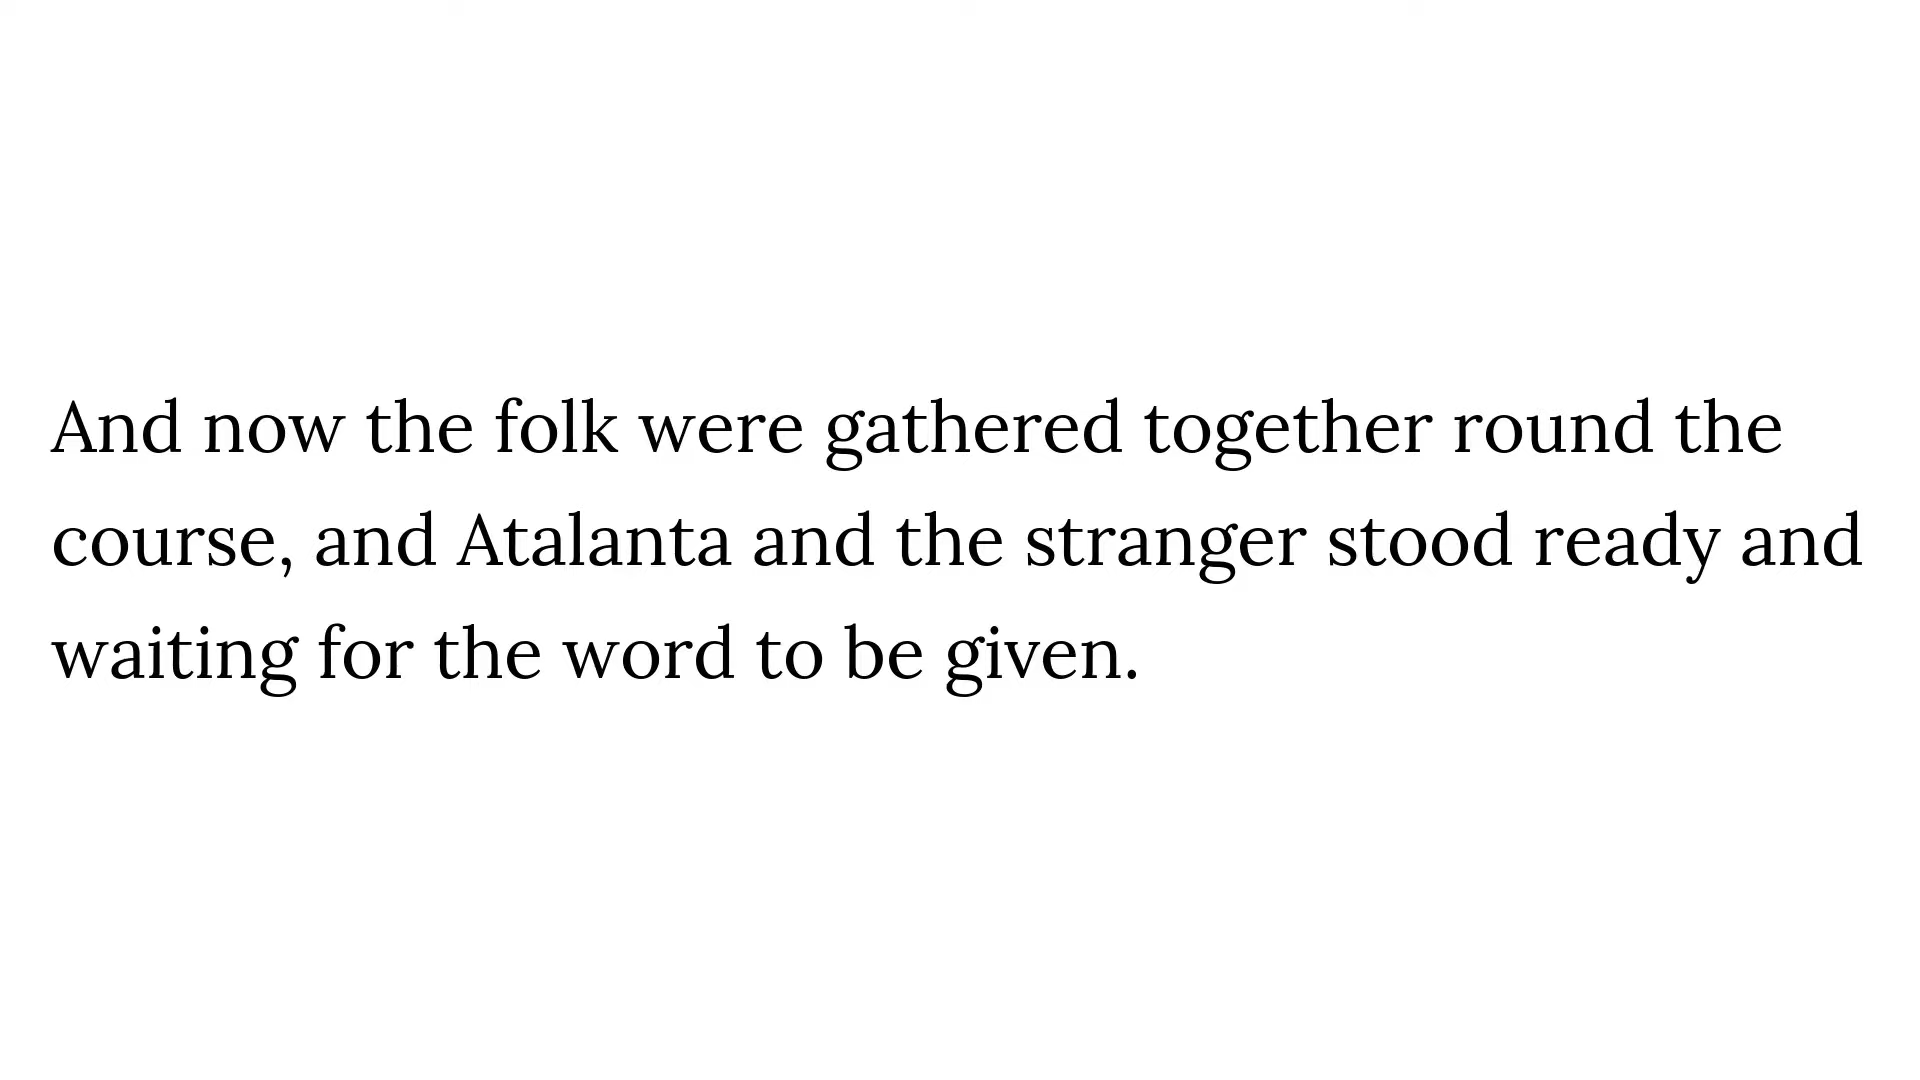 And now the folk were gathered together round the
course, and Atalanta and the stranger stood ready and
waiting for the word to be given.